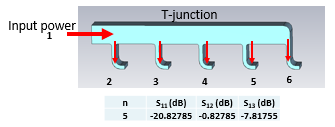 T-junction
Input power
1
2 3 4 5 6
n S11 (dB) S12 (dB) S13 (dB)
5 -20.82785 -0.82785 -7.81755